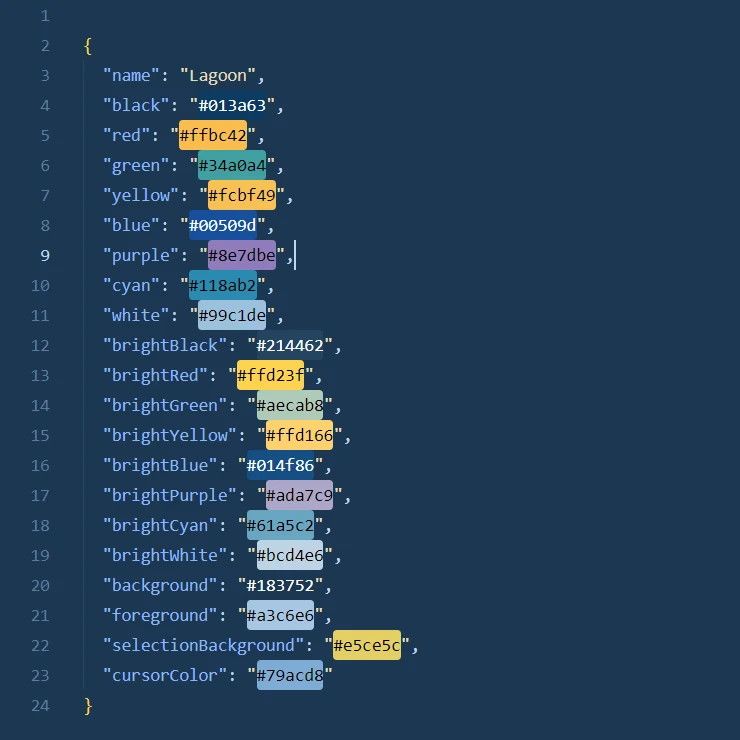 1
2 {
3 "name": "Lagoon",
4 "black": "#013a63",
5 "red": "#ffbc42",
6 "green": "#34a0a4",
7 "yellow": "#fcbf49",
8 "blue": "#00509d",
9 "purple": "#8e7dbe",
10 "cyan": "#118ab2",
11 "white": "#99c1de",
12 "brightBlack": "#214462",
13 "brightRed": "#ffd23f",
14 "brightGreen": "#aecab8",
15 "brightYellow": "#ffd166",
16 "brightBlue": "#014f86",
17 "brightPurple": "#ada7c9",
18 "brightCyan": "#61a5c2",
19 "brightWhite": "#bcd4e6",
20 "background": "#183752",
21 "foreground": "#a3c6e6",
22 "selectionBackground": "#e5ce5c",
23 "cursorColor": "#79acd8"
24 }